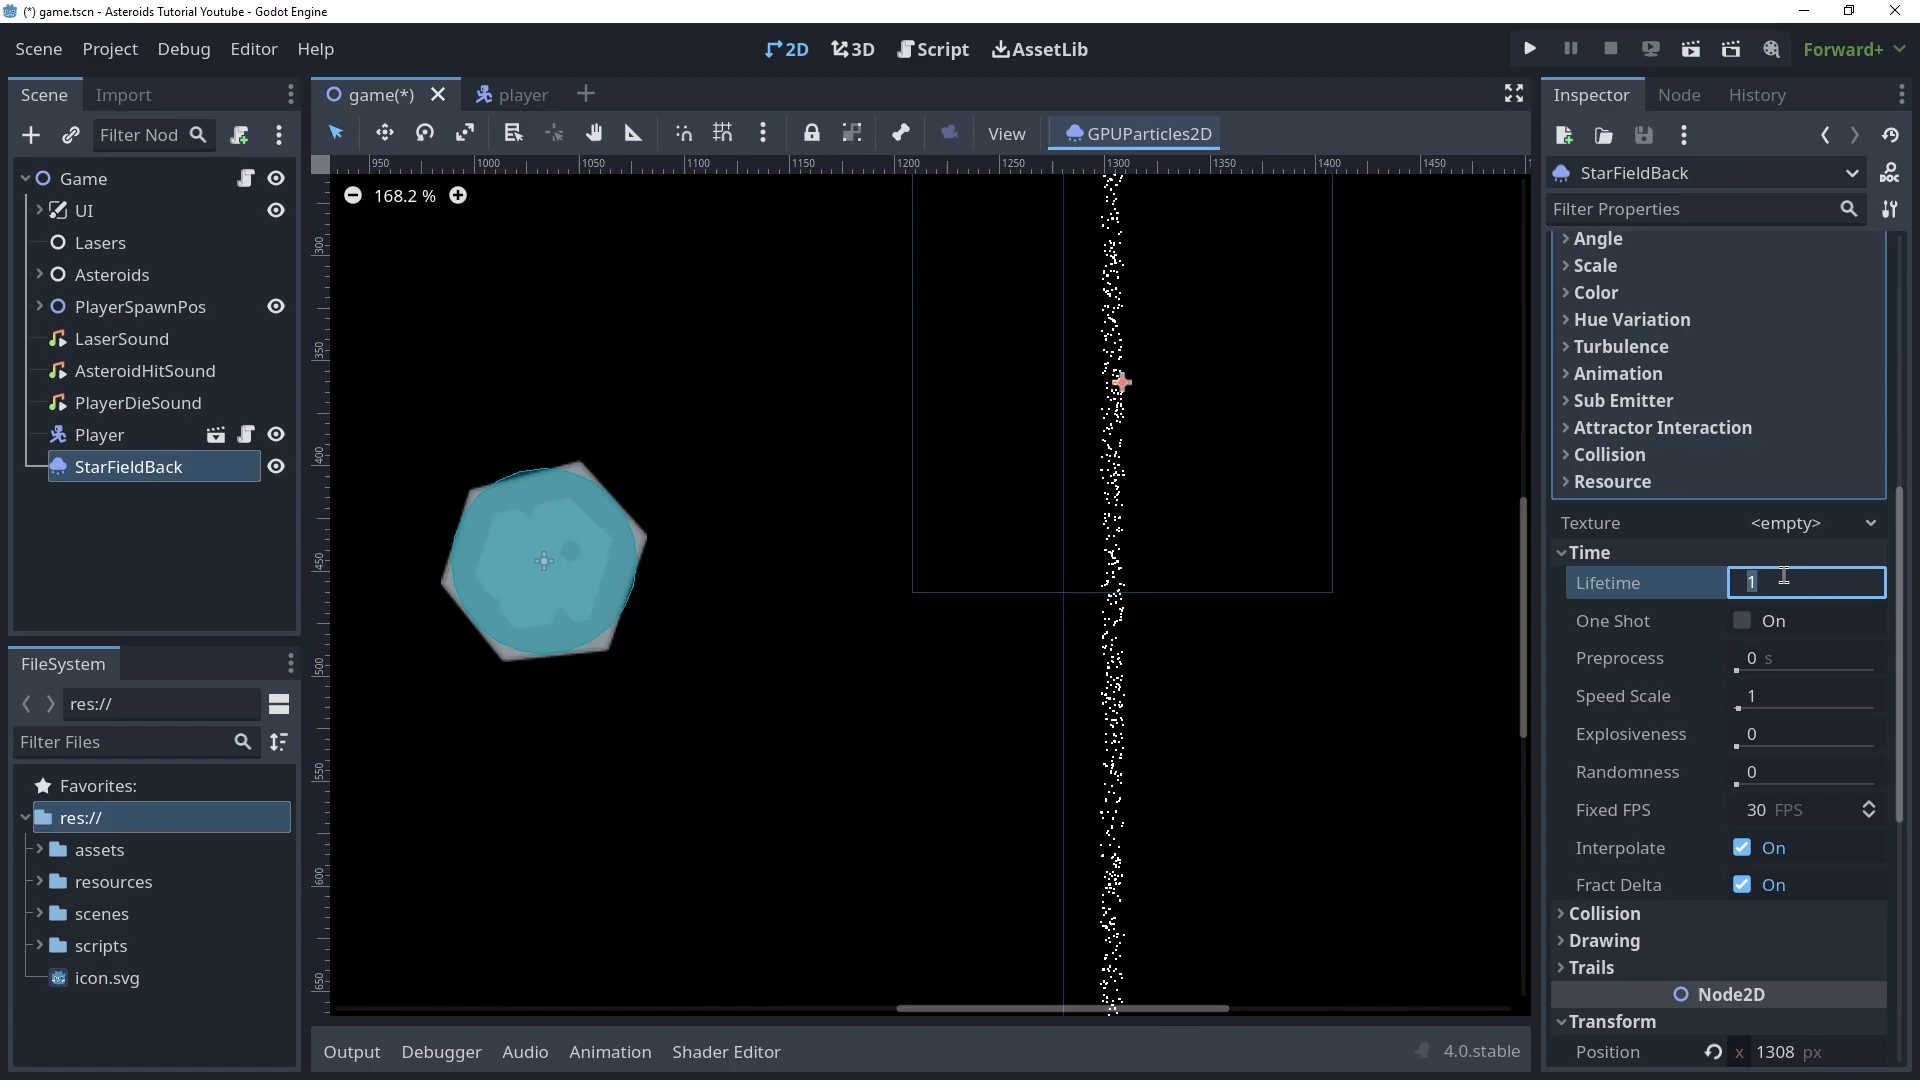 (*) game.tscn - Asteroids Tutorial Youtube - Godot Engine
Scene Project Debug Editor Help
2D 3D Script AssetLib
Forward+
Scene Import
game(*) player
Inspector Node History
Filter Nod
View GPUParticles2D
950 1000 1050 1100 1150 1200 1250 1300 1350 1400 1450
168.2 %
300
350
400
450
500
550
600
650
Game
UI
Lasers
Asteroids
PlayerSpawnPos
LaserSound
AsteroidHitSound
PlayerDieSound
Player
StarFieldBack
FileSystem
res://
Filter Files
Favorites:
res://
assets
resources
scenes
scripts
icon.svg
Output Debugger Audio Animation Shader Editor
4.0.stable
StarFieldBack
DOC
Filter Properties
Angle
Scale
Color
Hue Variation
Turbulence
Animation
Sub Emitter
Attractor Interaction
Collision
Resource
Texture <empty>
Time
Lifetime 1
One Shot On
Preprocess 0 s
Speed Scale 1
Explosiveness 0
Randomness 0
Fixed FPS 30 FPS
Interpolate On
Fract Delta On
Collision
Drawing
Trails
Node2D
Transform
Position x 1308 px